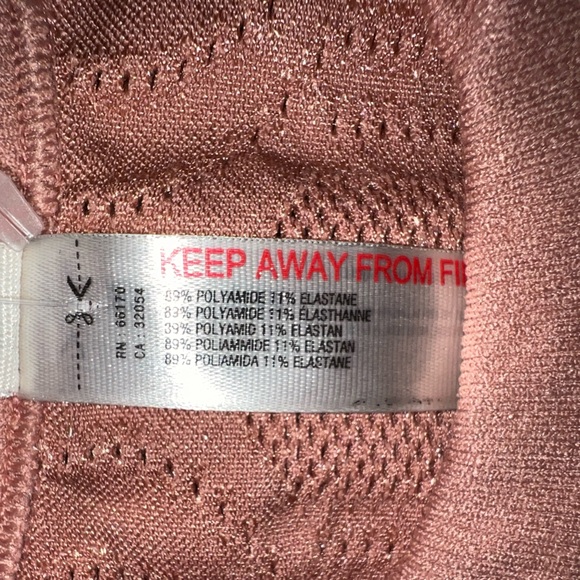 KEEP AWAY FROM FI
89% POLYAMIDE 11% ELASTANE
89% POLYAMIDE 11% ELASTHANNE
39% POLYAMID 11% ELASTAN
89% POLIAMMIDE 11% ELASTAN
89% POLIAMIDA 11% ELASTANE
RN 66170
CA 32054